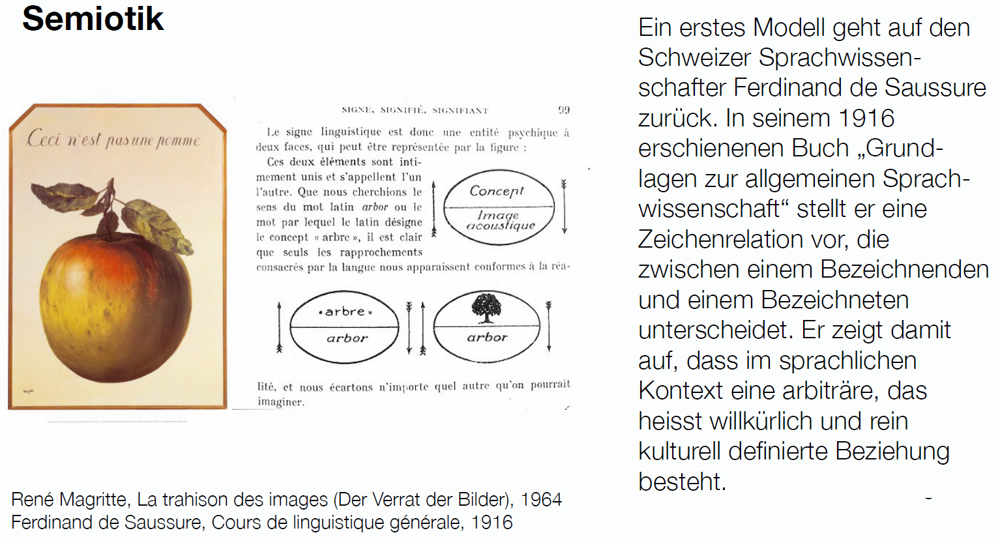 Semiotik
Ceci n'est pas une pomme
SIGNE, SIGNIFIÉ, SIGNIFIANT 99
Le signe linguistique est donc une entité psychique à
deux faces, qui peut être représentée par la figure :
Ces deux éléments sont inti-
mement unis et s'appellent l'un
l'autre. Que nous cherchions le
sens du mot latin arbor ou le
mot par lequel le latin désigne
le concept « arbre », il est clair
que seuls les rapprochements
consacrés par la langue nous apparaissent conformes à la réa-
Concept
Image
acoustique
arbre
arbor
arbor
lité, et nous écartons n'importe quel autre qu'on pourrait
imaginer.
René Magritte, La trahison des images (Der Verrat der Bilder), 1964
Ferdinand de Saussure, Cours de linguistique générale, 1916
Ein erstes Modell geht auf den
Schweizer Sprachwissen-
schafter Ferdinand de Saussure
zurück. In seinem 1916
erschienenen Buch „Grund-
lagen zur allgemeinen Sprach-
wissenschaft“ stellt er eine
Zeichenrelation vor, die
zwischen einem Bezeichnenden
und einem Bezeichneten
unterscheidet. Er zeigt damit
auf, dass im sprachlichen
Kontext eine arbiträre, das
heisst willkürlich und rein
kulturell definierte Beziehung
besteht.